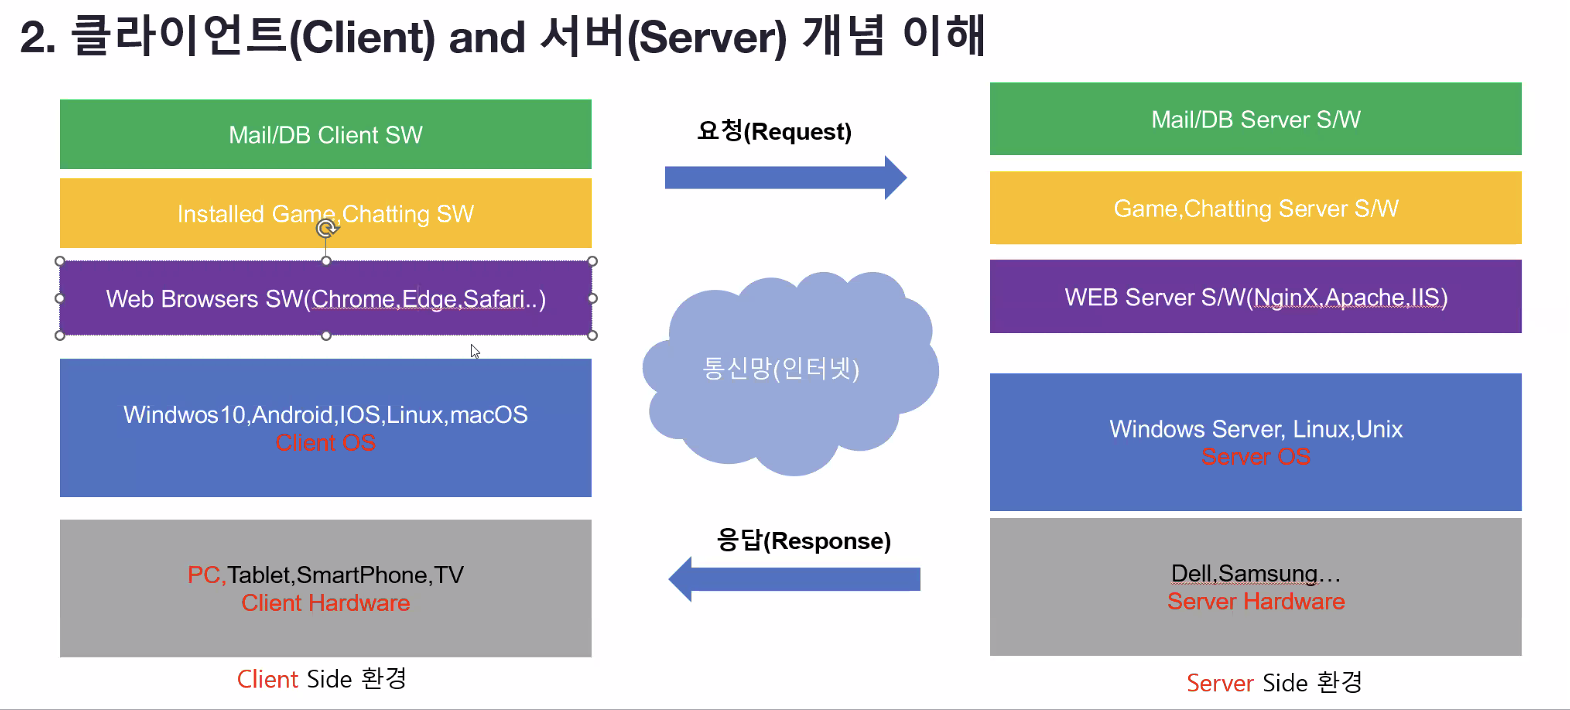 2. 클라이언트(Client) and 서버(Server) 개념 이해
Mail/DB Client SW
Installed Game,Chatting SW
Web Browsers SW(Chrome,Edge,Safari..)
Windwos10,Android,IOS,Linux,macOS
Client OS
PC,Tablet,SmartPhone,TV
Client Hardware
Client Side 환경
요청(Request)
통신망(인터넷)
응답(Response)
Mail/DB Server S/W
Game,Chatting Server S/W
WEB Server S/W(NginX,Apache,IIS)
Windows Server, Linux,Unix
Server OS
Dell,Samsung...
Server Hardware
Server Side 환경